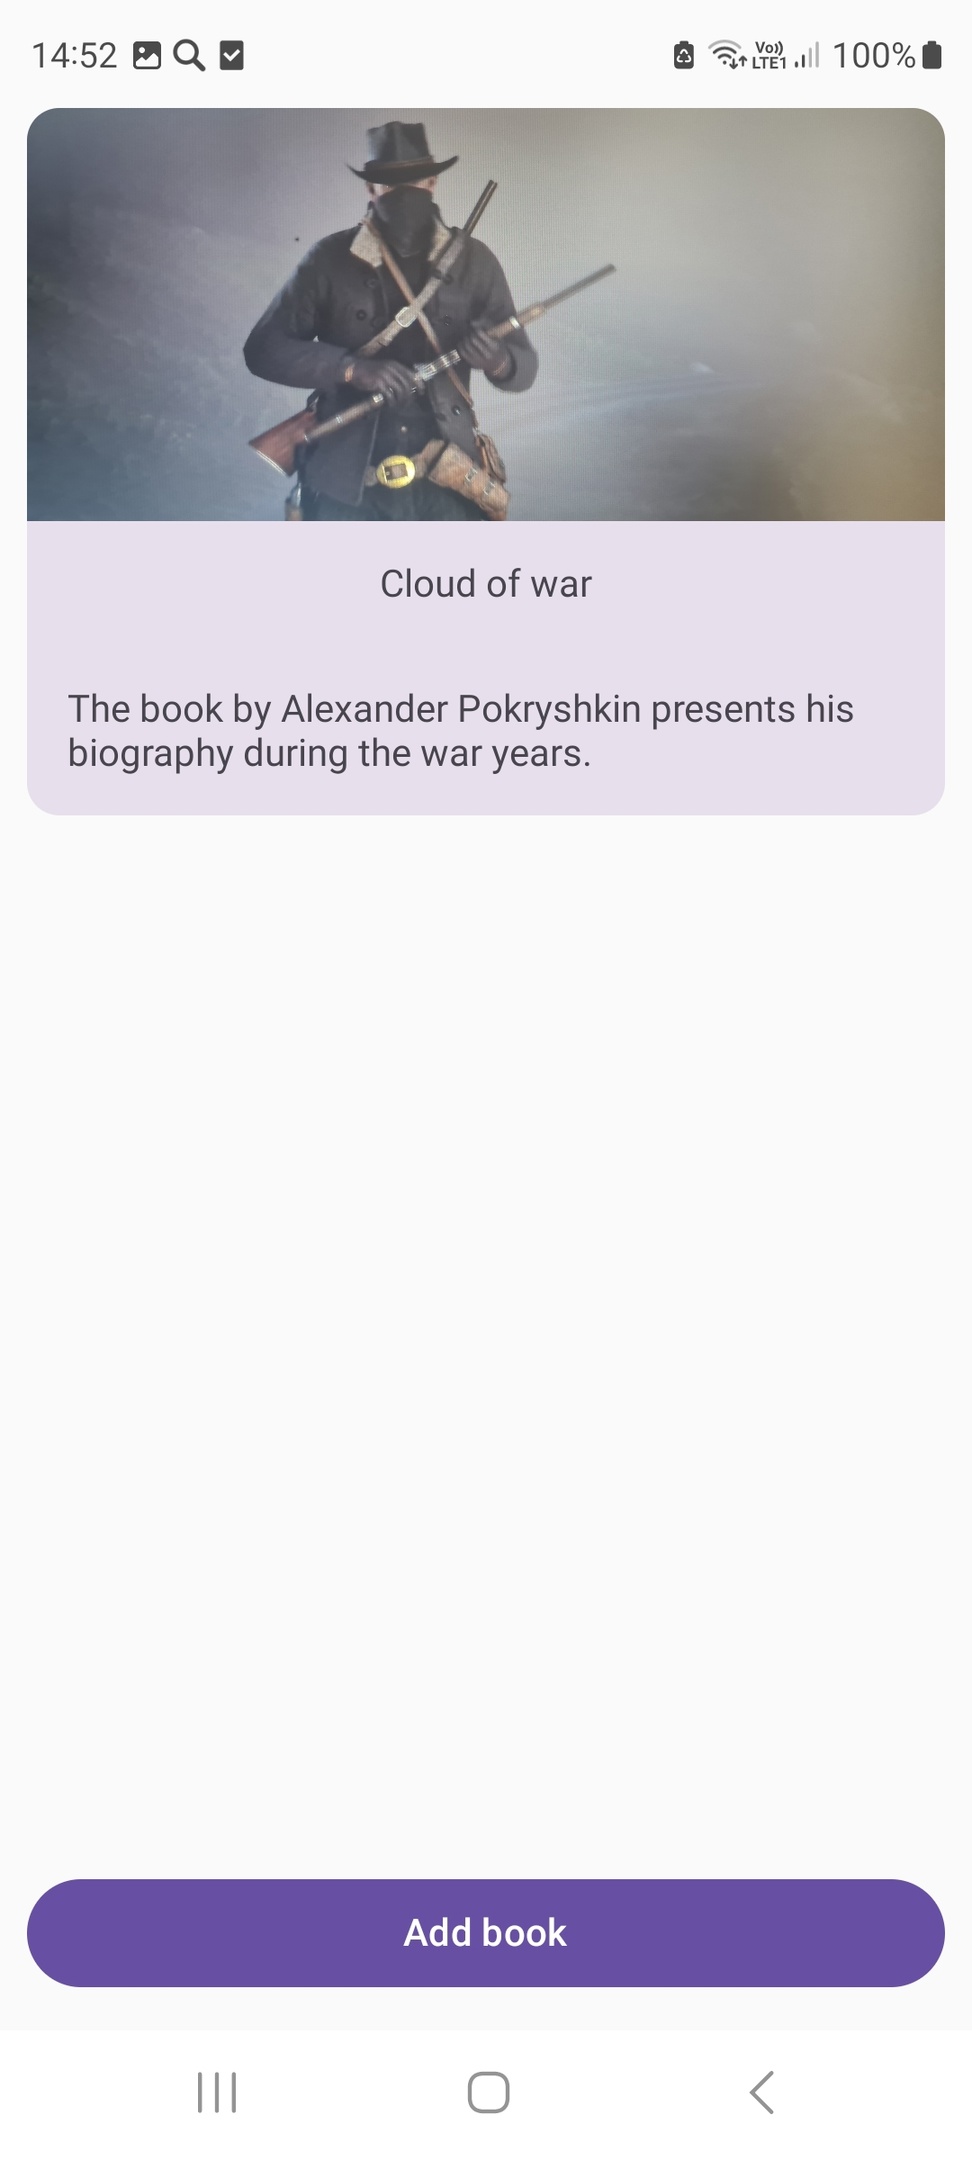 14:52
Vo)) LTE1 100%
Cloud of war
The book by Alexander Pokryshkin presents his
biography during the war years.
Add book